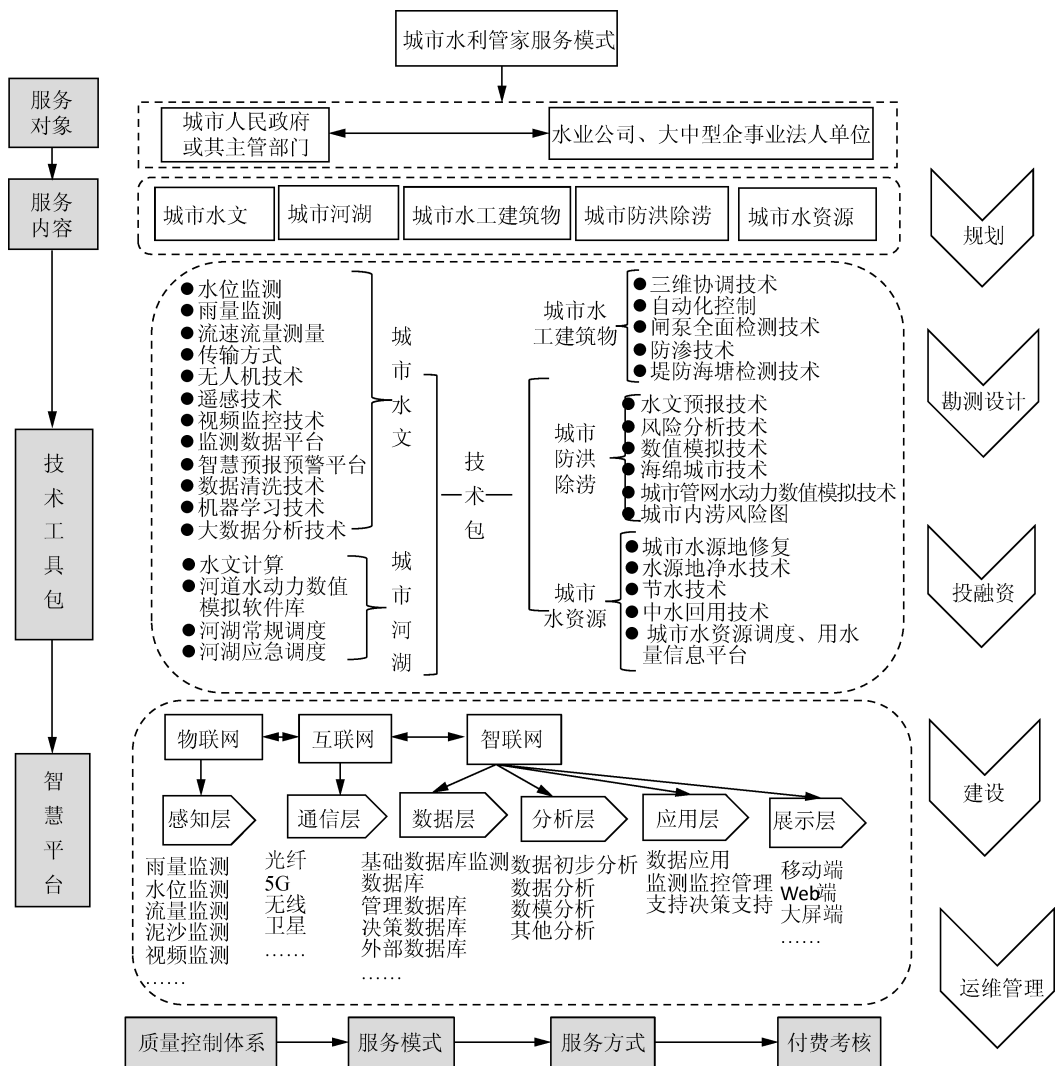 城市水利管家服务模式
服务
对象
城市人民政府
或其主管部门
水业公司、大中型企事业法人单位
服务
内容
城市水文
城市河湖
城市水工建筑物
城市防洪除涝
城市水资源
规划
技术工具包
水位监测
雨量监测
流速流量测量
传输方式
无人机技术
遥感技术
视频监控技术
监测数据平台
智慧预报预警平台
数据清洗技术
机器学习技术
大数据分析技术
城市水文
水文计算
河道水动力数值
模拟软件库
河湖常规调度
河湖应急调度
城市河湖
技术包
城市水
工建筑物
三维协调技术
自动化控制
闸泵全面检测技术
防渗技术
堤防海塘检测技术
城市
防洪
除涝
水文预报技术
风险分析技术
数值模拟技术
海绵城市技术
城市管网水动力数值模拟技术
城市内涝风险图
城市
水资源
城市水源地修复
水源地净水技术
节水技术
中水回用技术
城市水资源调度、用水
量信息平台
勘测设计
投融资
智慧平台
物联网
互联网
智联网
感知层
通信层
数据层
分析层
应用层
展示层
雨量监测
水位监测
流量监测
泥沙监测
视频监测
……
光纤
5G
无线
卫星
……
基础数据库监测
数据库
管理数据库
决策数据库
外部数据库
……
数据初步分析
数据分析
数模分析
其他分析
数据应用
监测监控管理
支持决策支持
移动端
Web端
大屏端
……
建设
运维管理
质量控制体系
服务模式
服务方式
付费考核